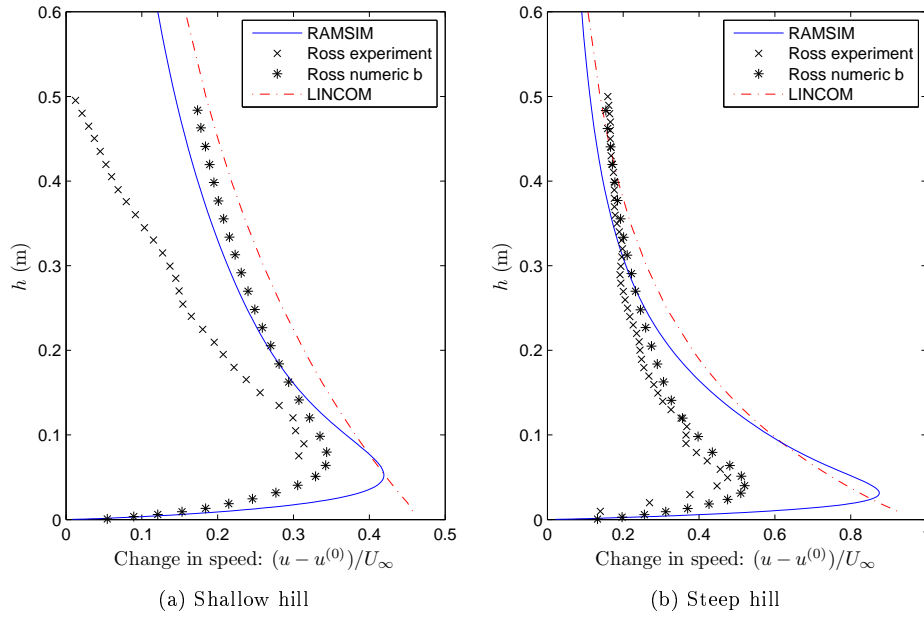 RAMSIM
Ross experiment
Ross numeric b
LINCOM
0.6
0.5
0.4
0.3
0.2
0.1
0
h (m)
0
0.1
0.2
0.3
0.4
0.5
Change in speed: (u − u^(0))/U_∞
(a) Shallow hill
RAMSIM
Ross experiment
Ross numeric b
LINCOM
0.6
0.5
0.4
0.3
0.2
0.1
0
h (m)
0
0.2
0.4
0.6
0.8
Change in speed: (u − u^(0))/U_∞
(b) Steep hill